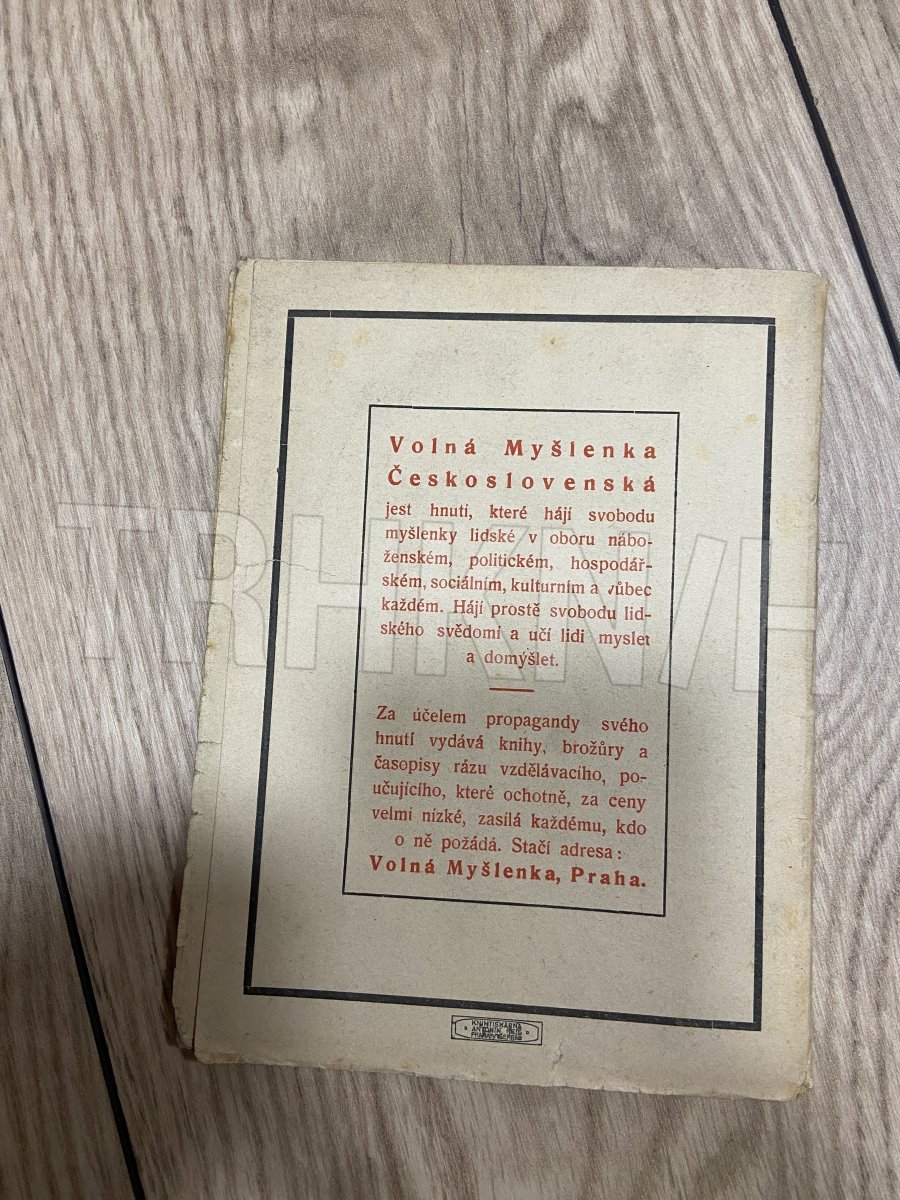 Volná Myšlenka
Československá
jest hnutí, které hájí svobodu
myšlenky lidské v oboru nábo-
ženském, politickém, hospodář-
ském, sociálním, kulturním a vůbec
každém. Hájí prostě svobodu lid-
ského svědomí a učí lidi myslet
a domýšlet.
Za účelem propagandy svého
hnutí vydává knihy, brožůry a
časopisy rázu vzdělávacího, po-
učujícího, které ochotně, za ceny
velmi nízké, zasílá každému, kdo
o ně požádá. Stačí adresa:
Volná Myšlenka, Praha.
KNIHTISKÁRNA
ANTONÍN